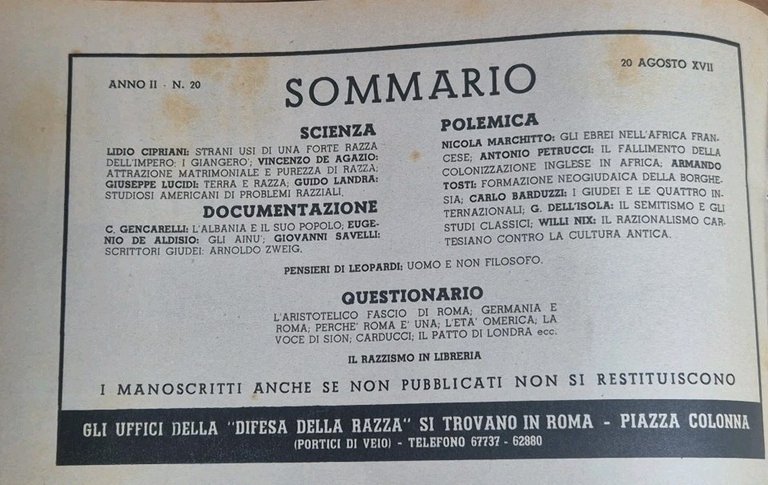 ANNO II - N. 20
SOMMARIO
20 AGOSTO XVII
SCIENZA
LIDIO CIPRIANI: STRANI USI DI UNA FORTE RAZZA
DELL'IMPERO: I GIANGERO'; VINCENZO DE AGAZIO:
ATTRAZIONE MATRIMONIALE E PUREZZA DI RAZZA;
GIUSEPPE LUCIDI: TERRA E RAZZA; GUIDO LANDRA:
STUDIOSI AMERICANI DI PROBLEMI RAZZIALI.
DOCUMENTAZIONE
C. GENCARELLI: L'ALBANIA E IL SUO POPOLO; EUGE-
NIO DE ALDISIO: GLI AINU'; GIOVANNI SAVELLI:
SCRITTORI GIUDEI: ARNOLDO ZWEIG.
POLEMICA
NICOLA MARCHITTO: GLI EBREI NELL'AFRICA FRAN-
CESE; ANTONIO PETRUCCI: IL FALLIMENTO DELLA
COLONIZZAZIONE INGLESE IN AFRICA; ARMANDO
TOSTI: FORMAZIONE NEOGIUDAICA DELLA BORGHE-
SIA; CARLO BARDUZZI: I GIUDEI E LE QUATTRO IN-
TERNAZIONALI; G. DELL'ISOLA: IL SEMITISMO E GLI
STUDI CLASSICI; WILLI NIX: IL RAZIONALISMO CAR-
TESIANO CONTRO LA CULTURA ANTICA.
PENSIERI DI LEOPARDI: UOMO E NON FILOSOFO.
QUESTIONARIO
L'ARISTOTELICO FASCIO DI ROMA; GERMANIA E
ROMA; PERCHE' ROMA E' UNA; L'ETA' OMERICA; LA
VOCE DI SION; CARDUCCI; IL PATTO DI LONDRA ecc.
IL RAZZISMO IN LIBRERIA
I MANOSCRITTI ANCHE SE NON PUBBLICATI NON SI RESTITUISCONO
GLI UFFICI DELLA "DIFESA DELLA RAZZA" SI TROVANO IN ROMA - PIAZZA COLONNA
(PORTICI DI VEIO) - TELEFONO 67737 - 62880